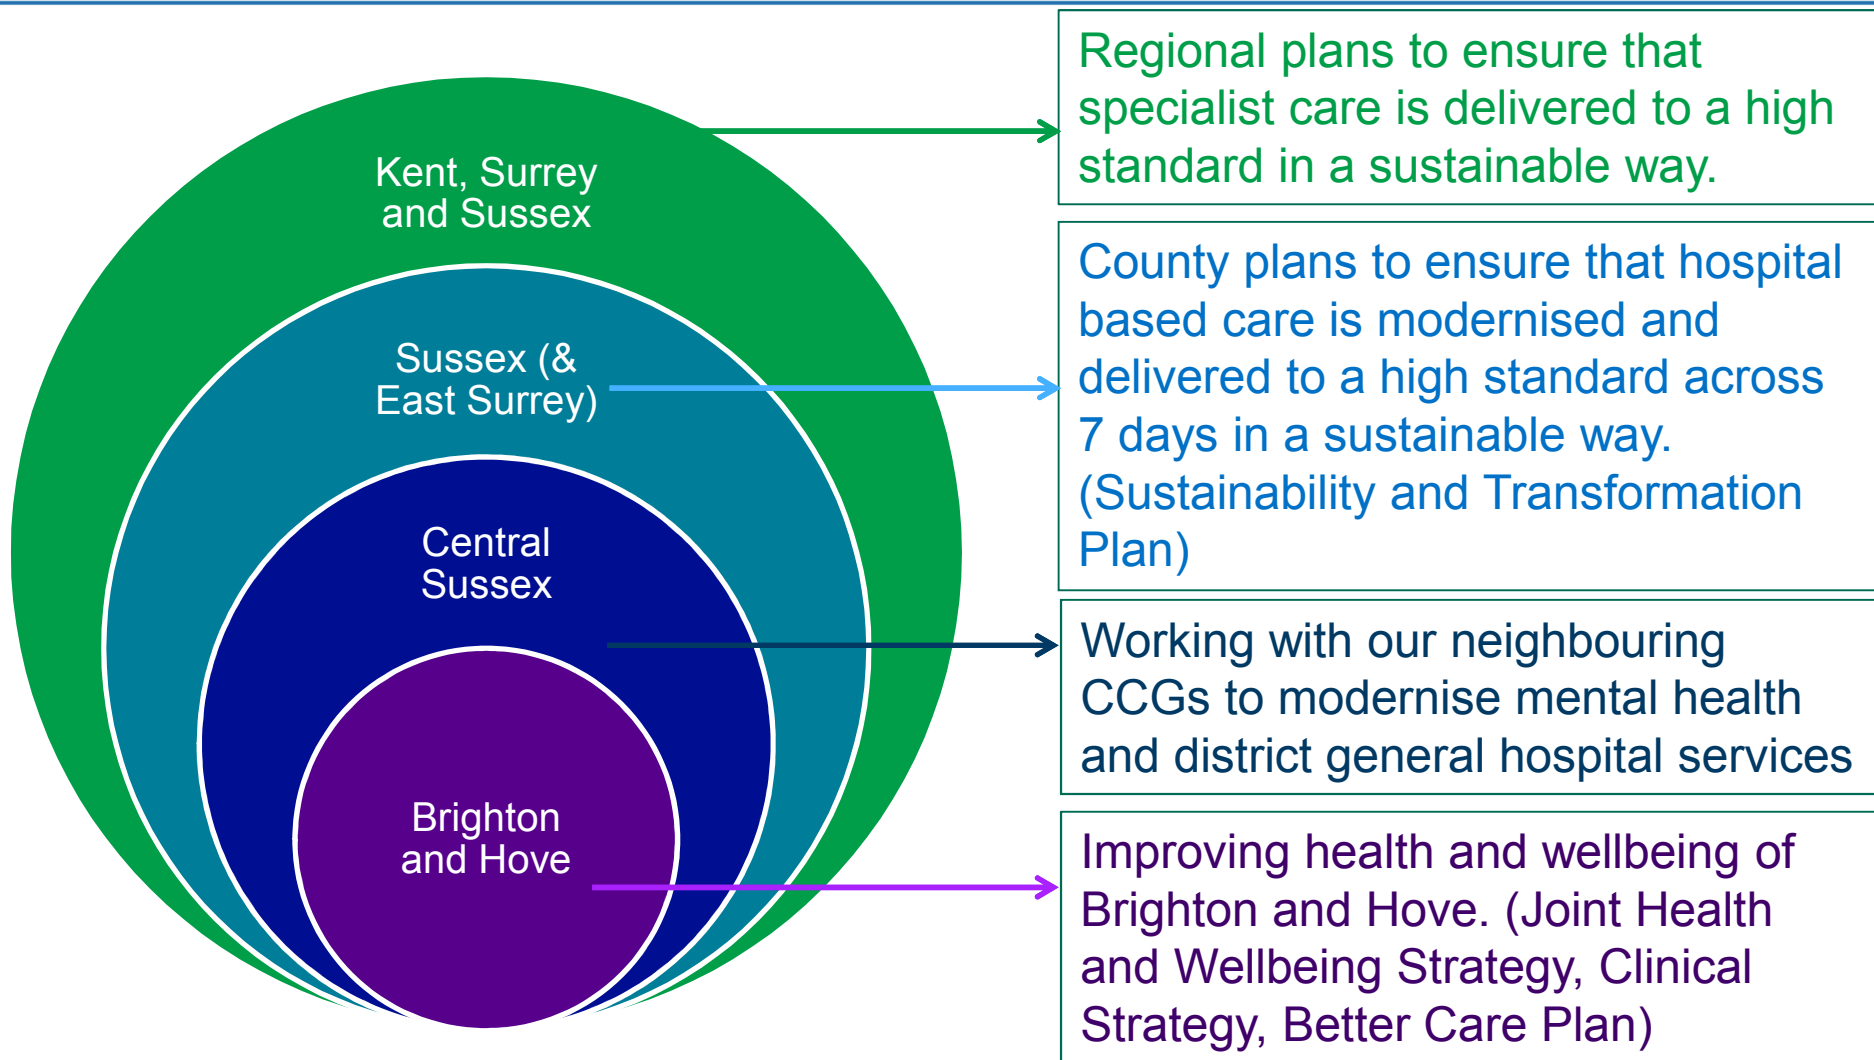 Kent, Surrey
and Sussex
Regional plans to ensure that
specialist care is delivered to a high
standard in a sustainable way.
Sussex (&
East Surrey)
County plans to ensure that hospital
based care is modernised and
delivered to a high standard across
7 days in a sustainable way.
(Sustainability and Transformation
Plan)
Central
Sussex
Working with our neighbouring
CCGs to modernise mental health
and district general hospital services
Brighton
and Hove
Improving health and wellbeing of
Brighton and Hove. (Joint Health
and Wellbeing Strategy, Clinical
Strategy, Better Care Plan)